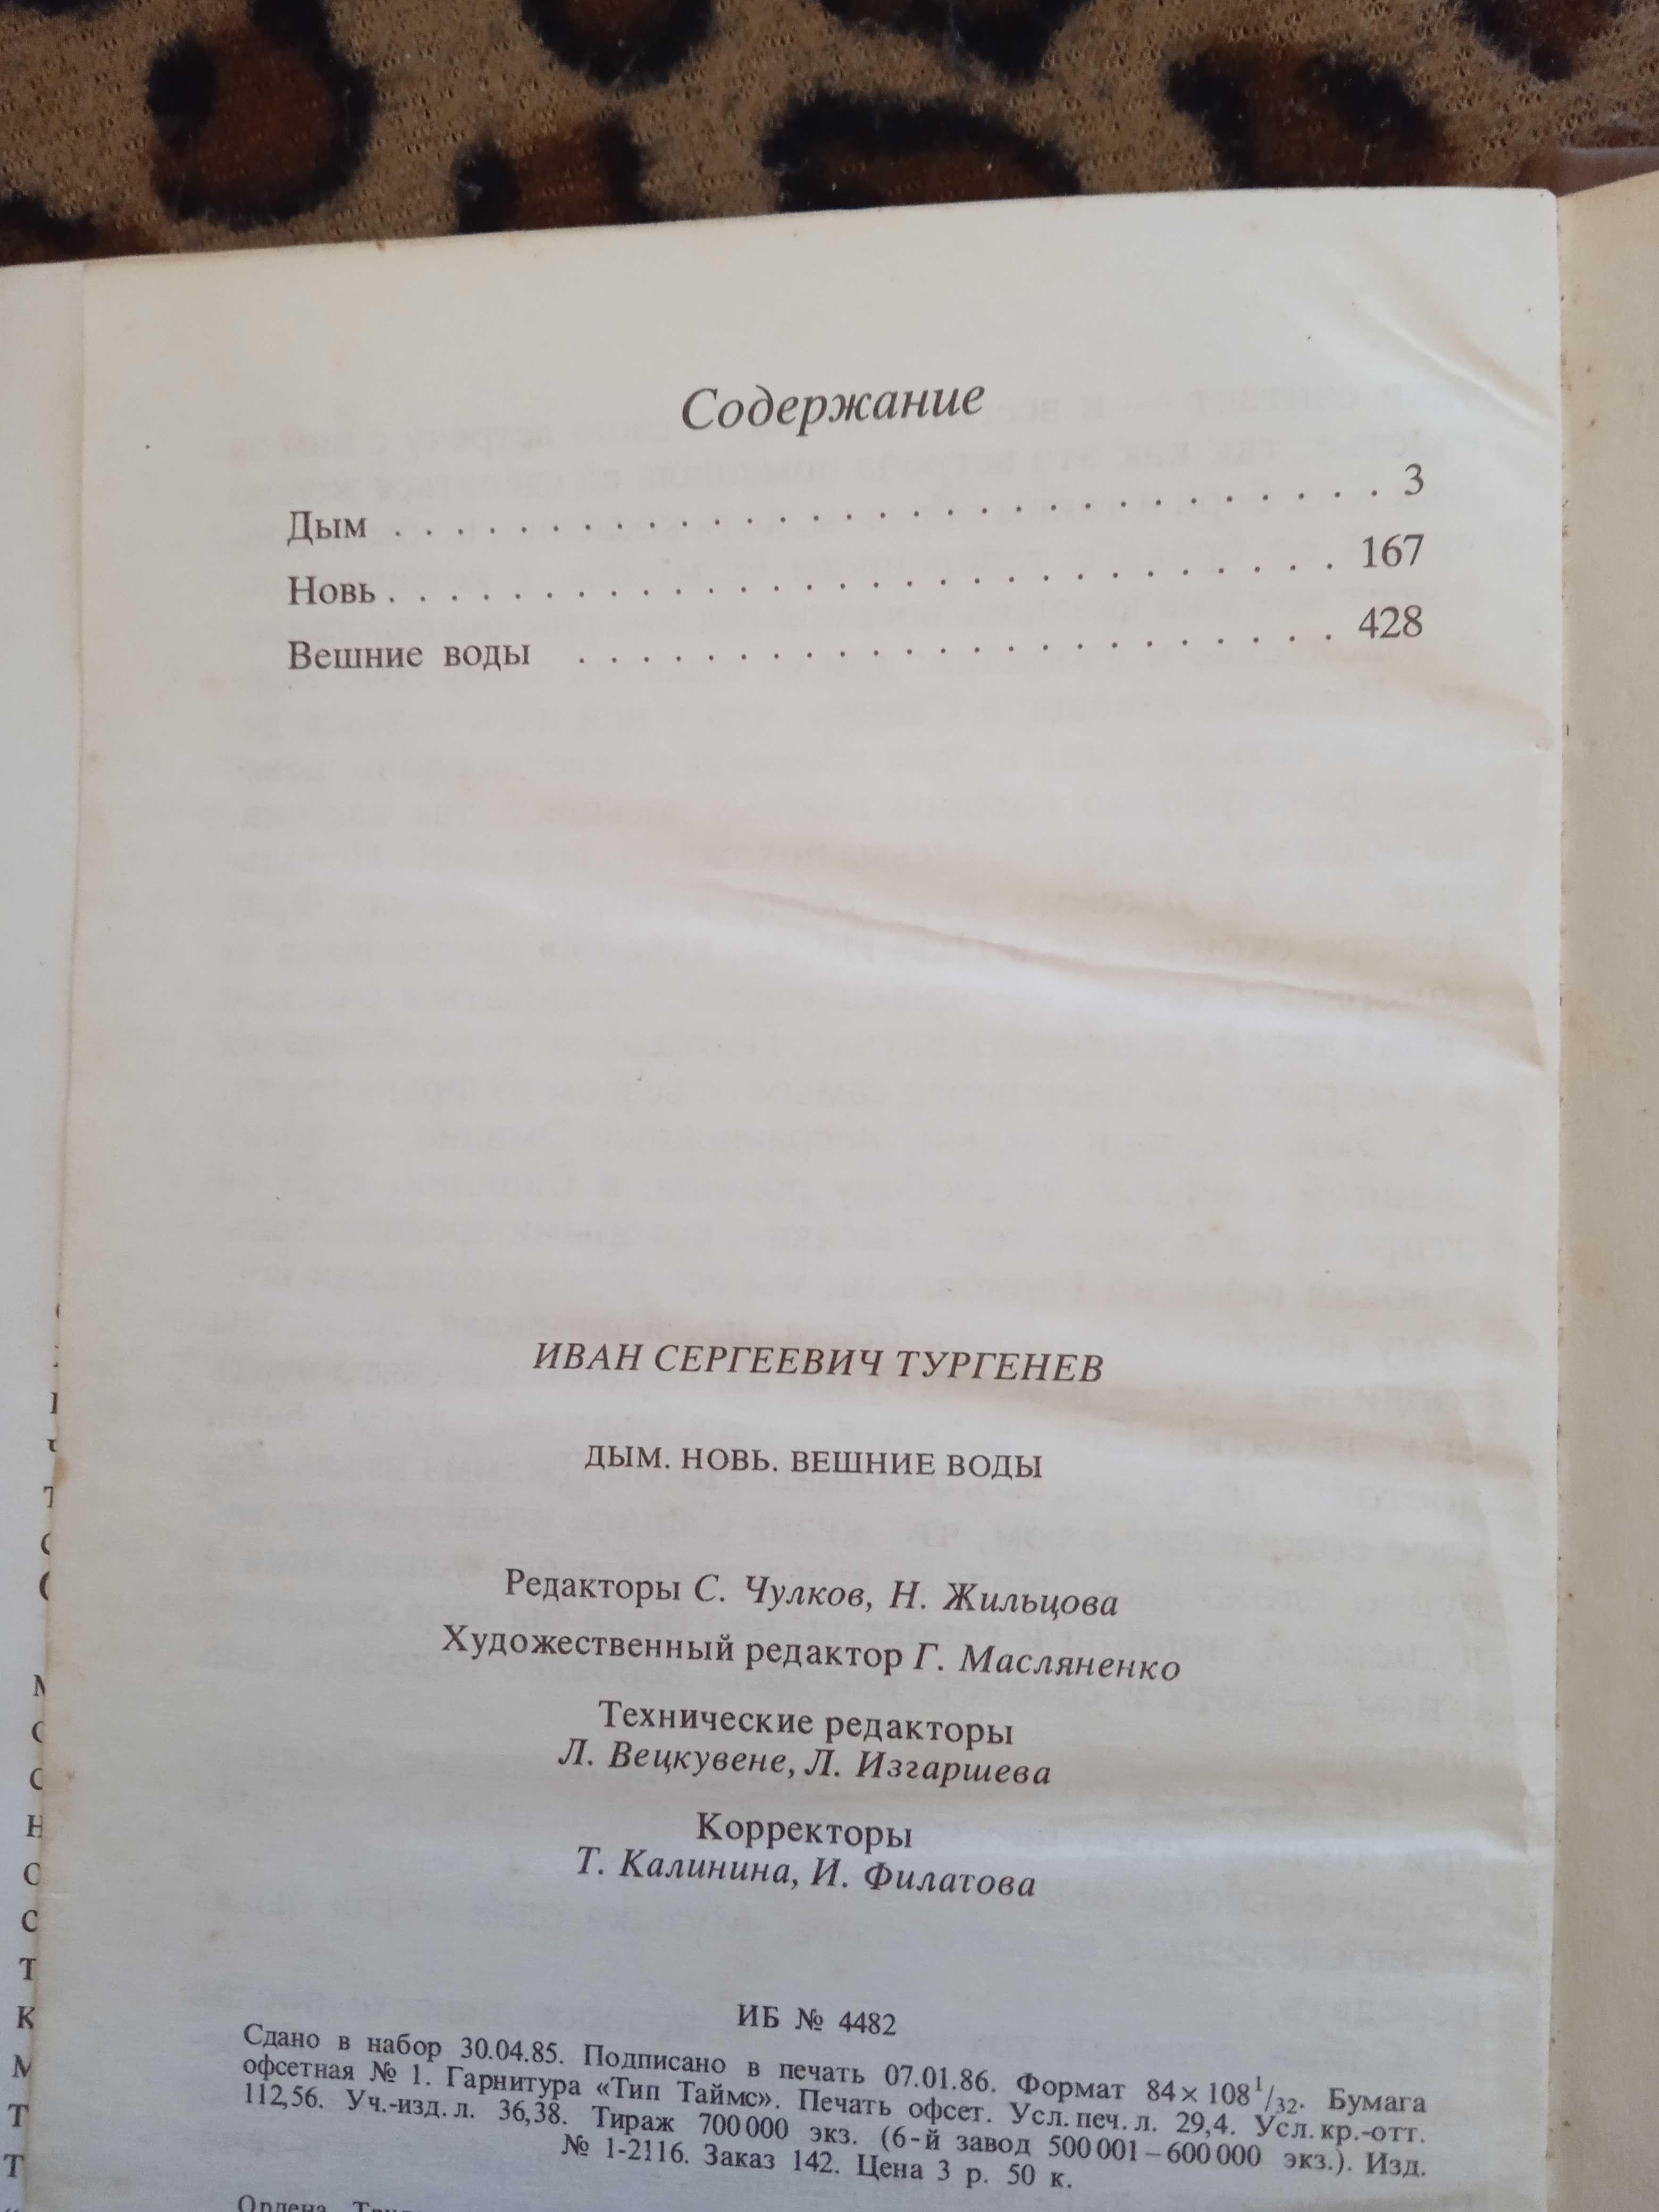 Содержание
Дым . . . . . . . . . . . . . . . . . . . . . . . . . . . . . . . 3
Новь . . . . . . . . . . . . . . . . . . . . . . . . . . . . . 167
Вешние воды . . . . . . . . . . . . . . . . . . . . . . . . 428
ИВАН СЕРГЕЕВИЧ ТУРГЕНЕВ
ДЫМ. НОВЬ. ВЕШНИЕ ВОДЫ
Редакторы С. Чулков, Н. Жильцова
Художественный редактор Г. Масляненко
Технические редакторы
Л. Вецкувене, Л. Изгаршева
Корректоры
Т. Калинина, И. Филатова
ИБ № 4482
Сдано в набор 30.04.85. Подписано в печать 07.01.86. Формат 84×108 1/32. Бумага
офсетная № 1. Гарнитура «Тип Таймс». Печать офсет. Усл. печ. л. 29,4. Усл. кр.-отт.
112,56. Уч.-изд. л. 36,38. Тираж 700 000 экз. (6-й завод 500 001–600 000 экз.). Изд.
№ 1-2116. Заказ 142. Цена 3 р. 50 к.
Ордена